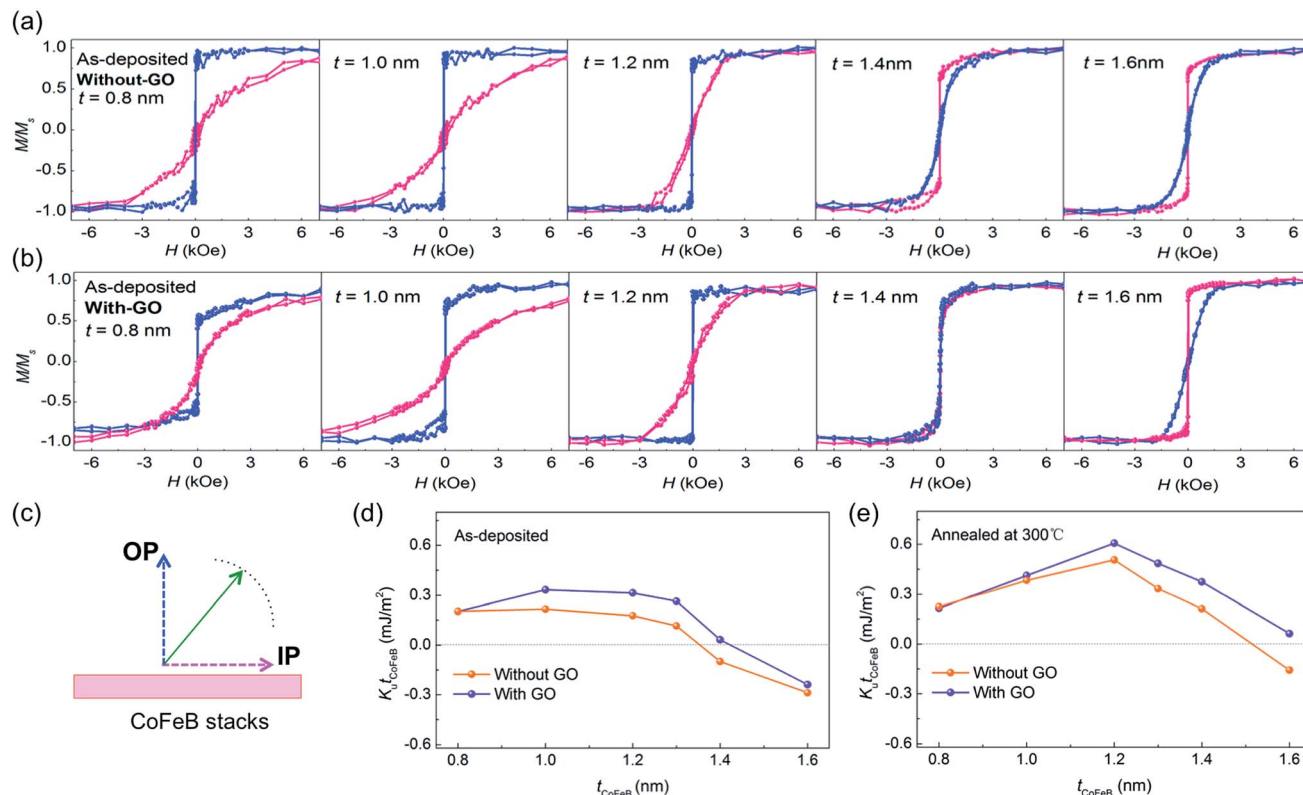 (a)
As-deposited
Without-GO
t = 0.8 nm
t = 1.0 nm
t = 1.2 nm
t = 1.4nm
t = 1.6nm
M/Ms
1.0
0.5
0.0
-0.5
-1.0
-6 -3 0 3 6 -6 -3 0 3 6 -6 -3 0 3 6 -6 -3 0 3 6 -6 -3 0 3 6
H (kOe) H (kOe) H (kOe) H (kOe) H (kOe)
(b)
As-deposited
With-GO
t = 0.8 nm
t = 1.0 nm
t = 1.2 nm
t = 1.4 nm
t = 1.6 nm
M/Ms
1.0
0.5
0.0
-0.5
-1.0
-6 -3 0 3 6 -6 -3 0 3 6 -6 -3 0 3 6 -6 -3 0 3 6 -6 -3 0 3 6
H (kOe) H (kOe) H (kOe) H (kOe) H (kOe)
(c)
OP
IP
CoFeB stacks
(d)
As-deposited
KutCoFeB (mJ/m²)
0.6
0.3
0.0
-0.3
-0.6
Without GO
With GO
0.8 1.0 1.2 1.4 1.6
tCoFeB (nm)
(e)
Annealed at 300℃
KutCoFeB (mJ/m²)
0.6
0.3
0.0
-0.3
-0.6
Without GO
With GO
0.8 1.0 1.2 1.4 1.6
tCoFeB (nm)